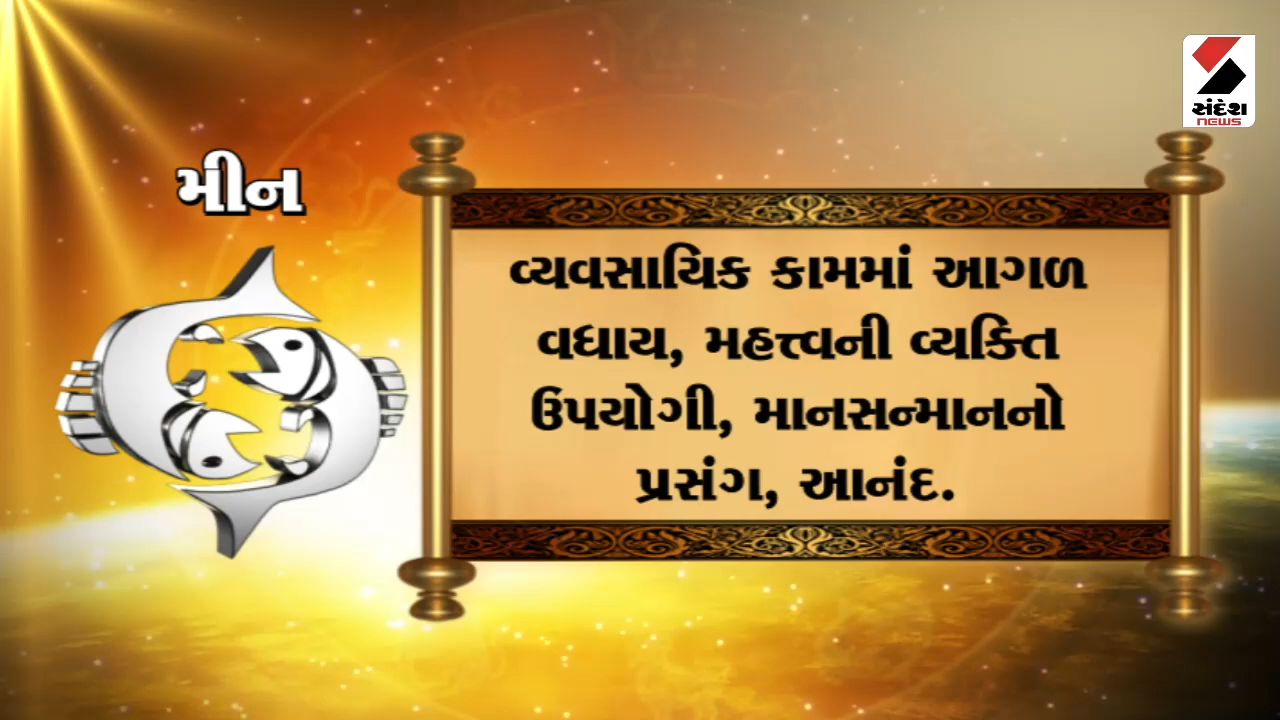 સંદેશ
NEWS
મીન
વ્યવસાયિક કામમાં આગળ
વધાય, મહત્ત્વની વ્યક્તિ
ઉપયોગી, માનસન્માનનો
પ્રસંગ, આનંદ.